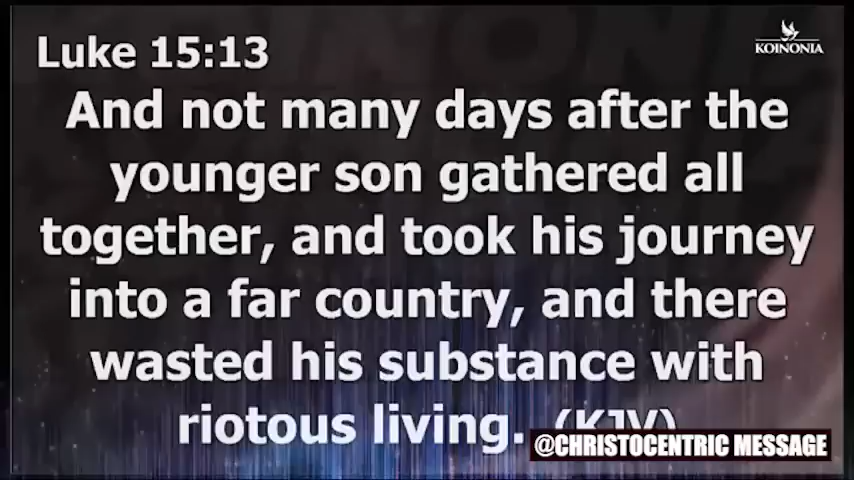 Luke 15:13
KOINONIA
And not many days after the
younger son gathered all
together, and took his journey
into a far country, and there
wasted his substance with
riotous living. (KJV)
@CHRISTOCENTRIC MESSAGE